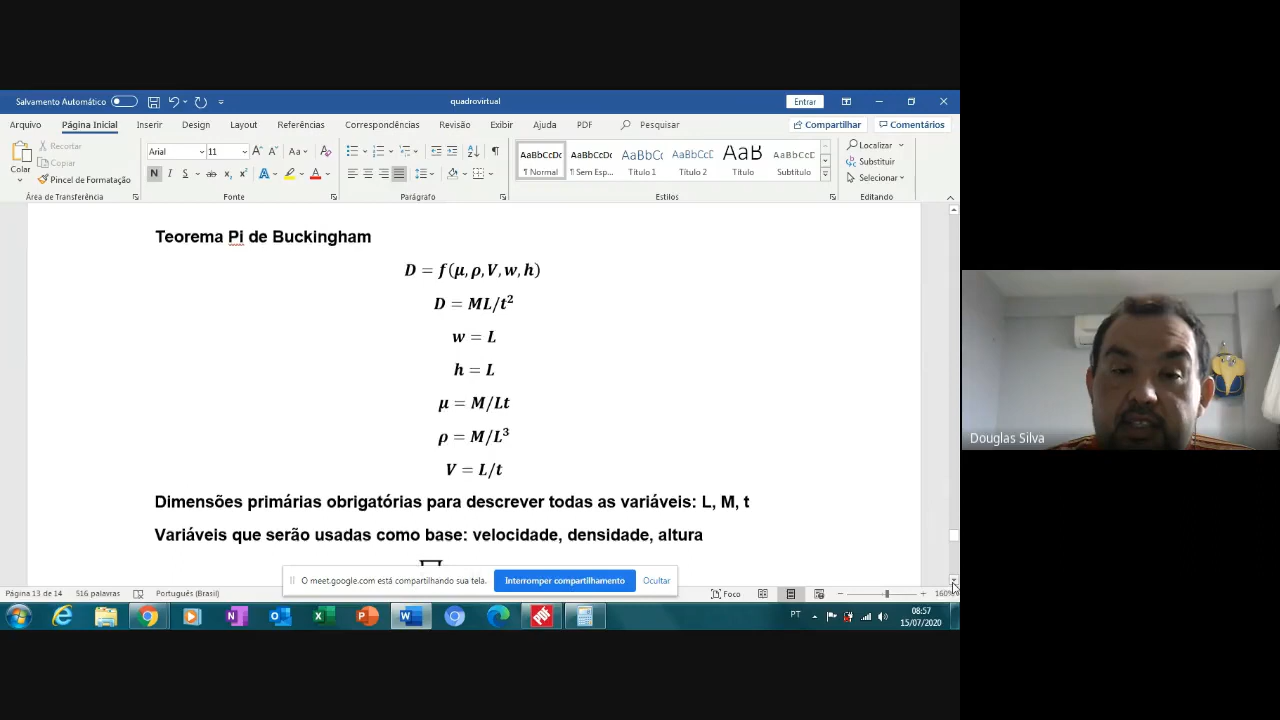 Salvamento Automático
quadrovirtual
Entrar
Arquivo Página Inicial Inserir Design Layout Referências Correspondências Revisão Exibir Ajuda PDF Pesquisar Compartilhar Comentários
Colar
Recortar
Copiar
Pincel de Formatação
Área de Transferência
Arial 11
N I S ab x₂ x²
Fonte
Parágrafo
AaBbCcDc AaBbCcDc AaBbCc AaBbCcE AaB AaBbCcE
¶ Normal ¶ Sem Esp... Título 1 Título 2 Título Subtítulo
Estilos
Localizar
Substituir
Selecionar
Editando
Teorema Pi de Buckingham
D = f(μ, ρ, V, w, h)
D = ML/t²
w = L
h = L
μ = M/Lt
ρ = M/L³
V = L/t
Dimensões primárias obrigatórias para descrever todas as variáveis: L, M, t
Variáveis que serão usadas como base: velocidade, densidade, altura
O meet.google.com está compartilhando sua tela. Interromper compartilhamento Ocultar
Página 13 de 14 516 palavras Português (Brasil) Foco 160%
PT 08:57
15/07/2020
Douglas Silva